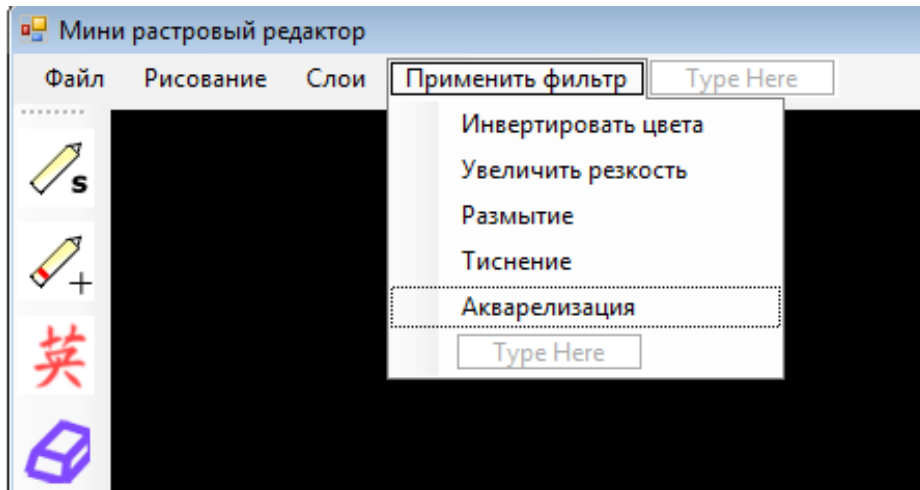 Мини растровый редактор
Файл Рисование Слои Применить фильтр Type Here
Инвертировать цвета
Увеличить резкость
s
Размытие
Тиснение
Акварелизация
英
Type Here